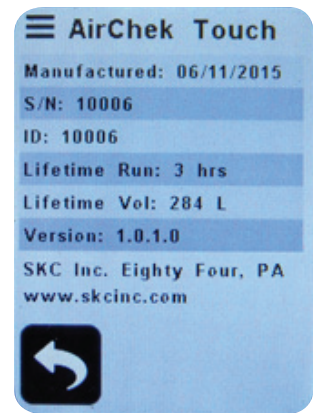 AirChek Touch
Manufactured: 06/11/2015
S/N: 10006
ID: 10006
Lifetime Run: 3 hrs
Lifetime Vol: 284 L
Version: 1.0.1.0
SKC Inc. Eighty Four, PA
www.skcinc.com